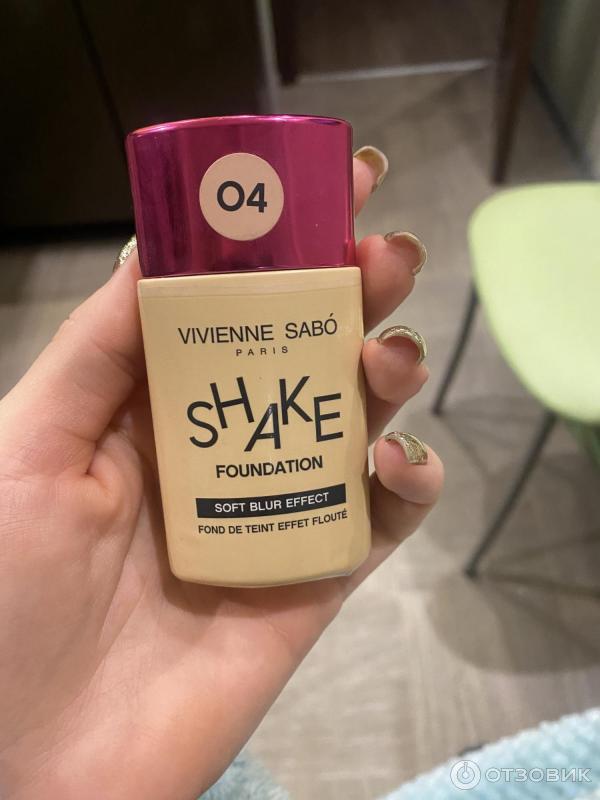 04
VIVIENNE SABÓ
PARIS
SHAKE
FOUNDATION
SOFT BLUR EFFECT
FOND DE TEINT EFFET FLOUTÉ
ОТЗОВИК